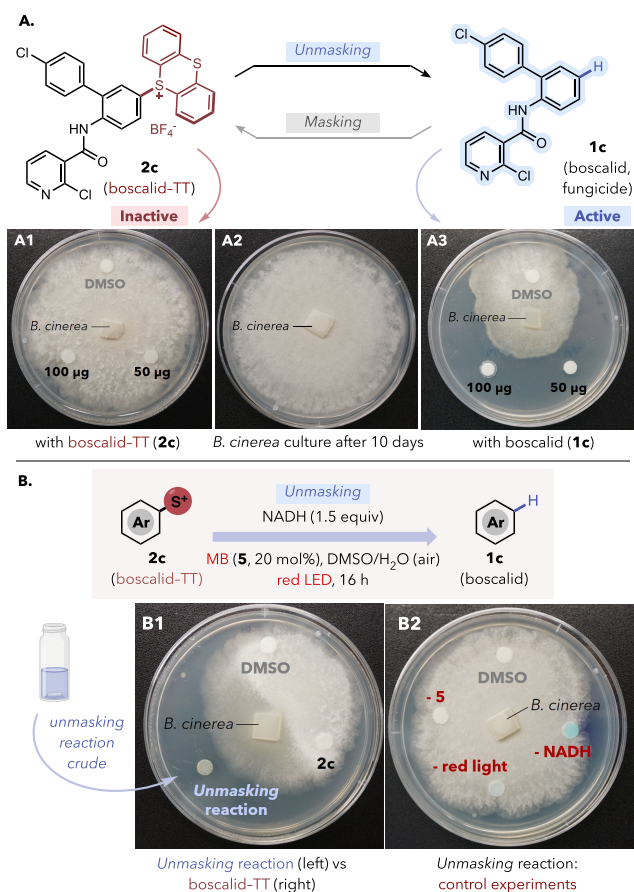 A.
Cl
S
S
+
BF₄⁻
HN
O
N
Cl
2c
(boscalid–TT)
Inactive
Unmasking
Masking
Cl
H
HN
O
N
Cl
1c
(boscalid,
fungicide)
Active
A1
DMSO
B. cinerea
100 µg
50 µg
with boscalid–TT (2c)
A2
B. cinerea
B. cinerea culture after 10 days
A3
DMSO
B. cinerea
100 µg
50 µg
with boscalid (1c)
B.
Ar
S⁺
2c
(boscalid–TT)
Unmasking
NADH (1.5 equiv)
MB (5, 20 mol%), DMSO/H₂O (air)
red LED, 16 h
Ar
H
1c
(boscalid)
unmasking
reaction
crude
B1
DMSO
B. cinerea
2c
Unmasking
reaction
Unmasking reaction (left) vs
boscalid–TT (right)
B2
DMSO
- 5
B. cinerea
- NADH
- red light
Unmasking reaction:
control experiments